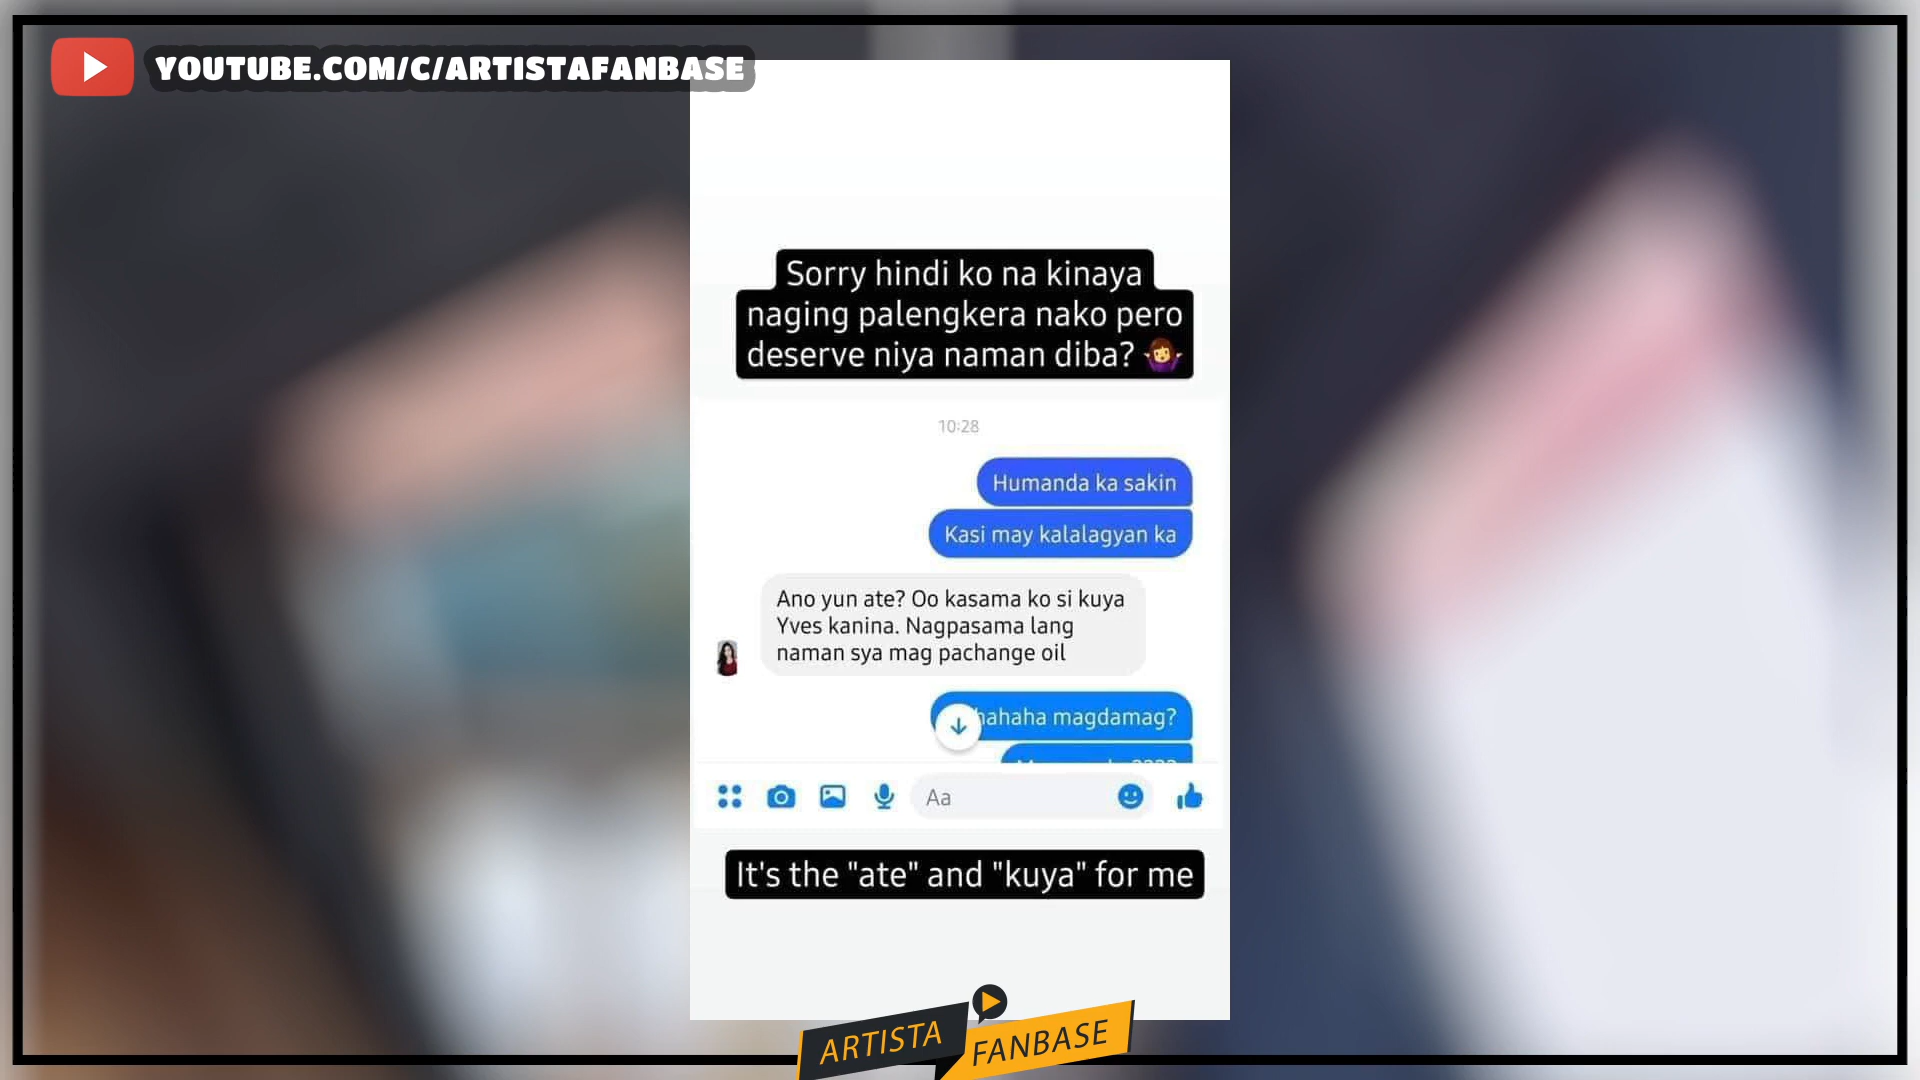 YOUTUBE.COM/C/ARTISTAFANBASE
Sorry hindi ko na kinaya
naging palengkera nako pero
deserve niya naman diba? 🤷‍♀️
10:28
Humanda ka sakin
Kasi may kalalagyan ka
Ano yun ate? Oo kasama ko si kuya
Yves kanina. Nagpasama lang
naman sya mag pachange oil
magdamag?
Aa
It's the "ate" and "kuya" for me
ARTISTA
FANBASE